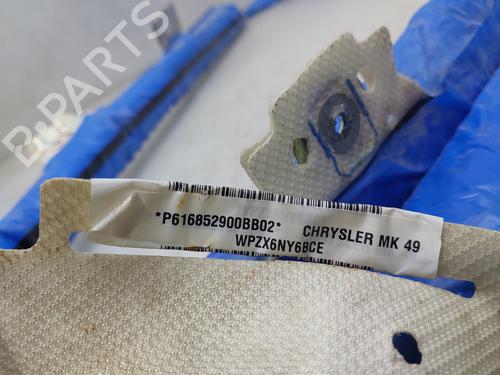 B PARTS
*P616852900BB02* CHRYSLER MK 49
WPZX6NY6BCE